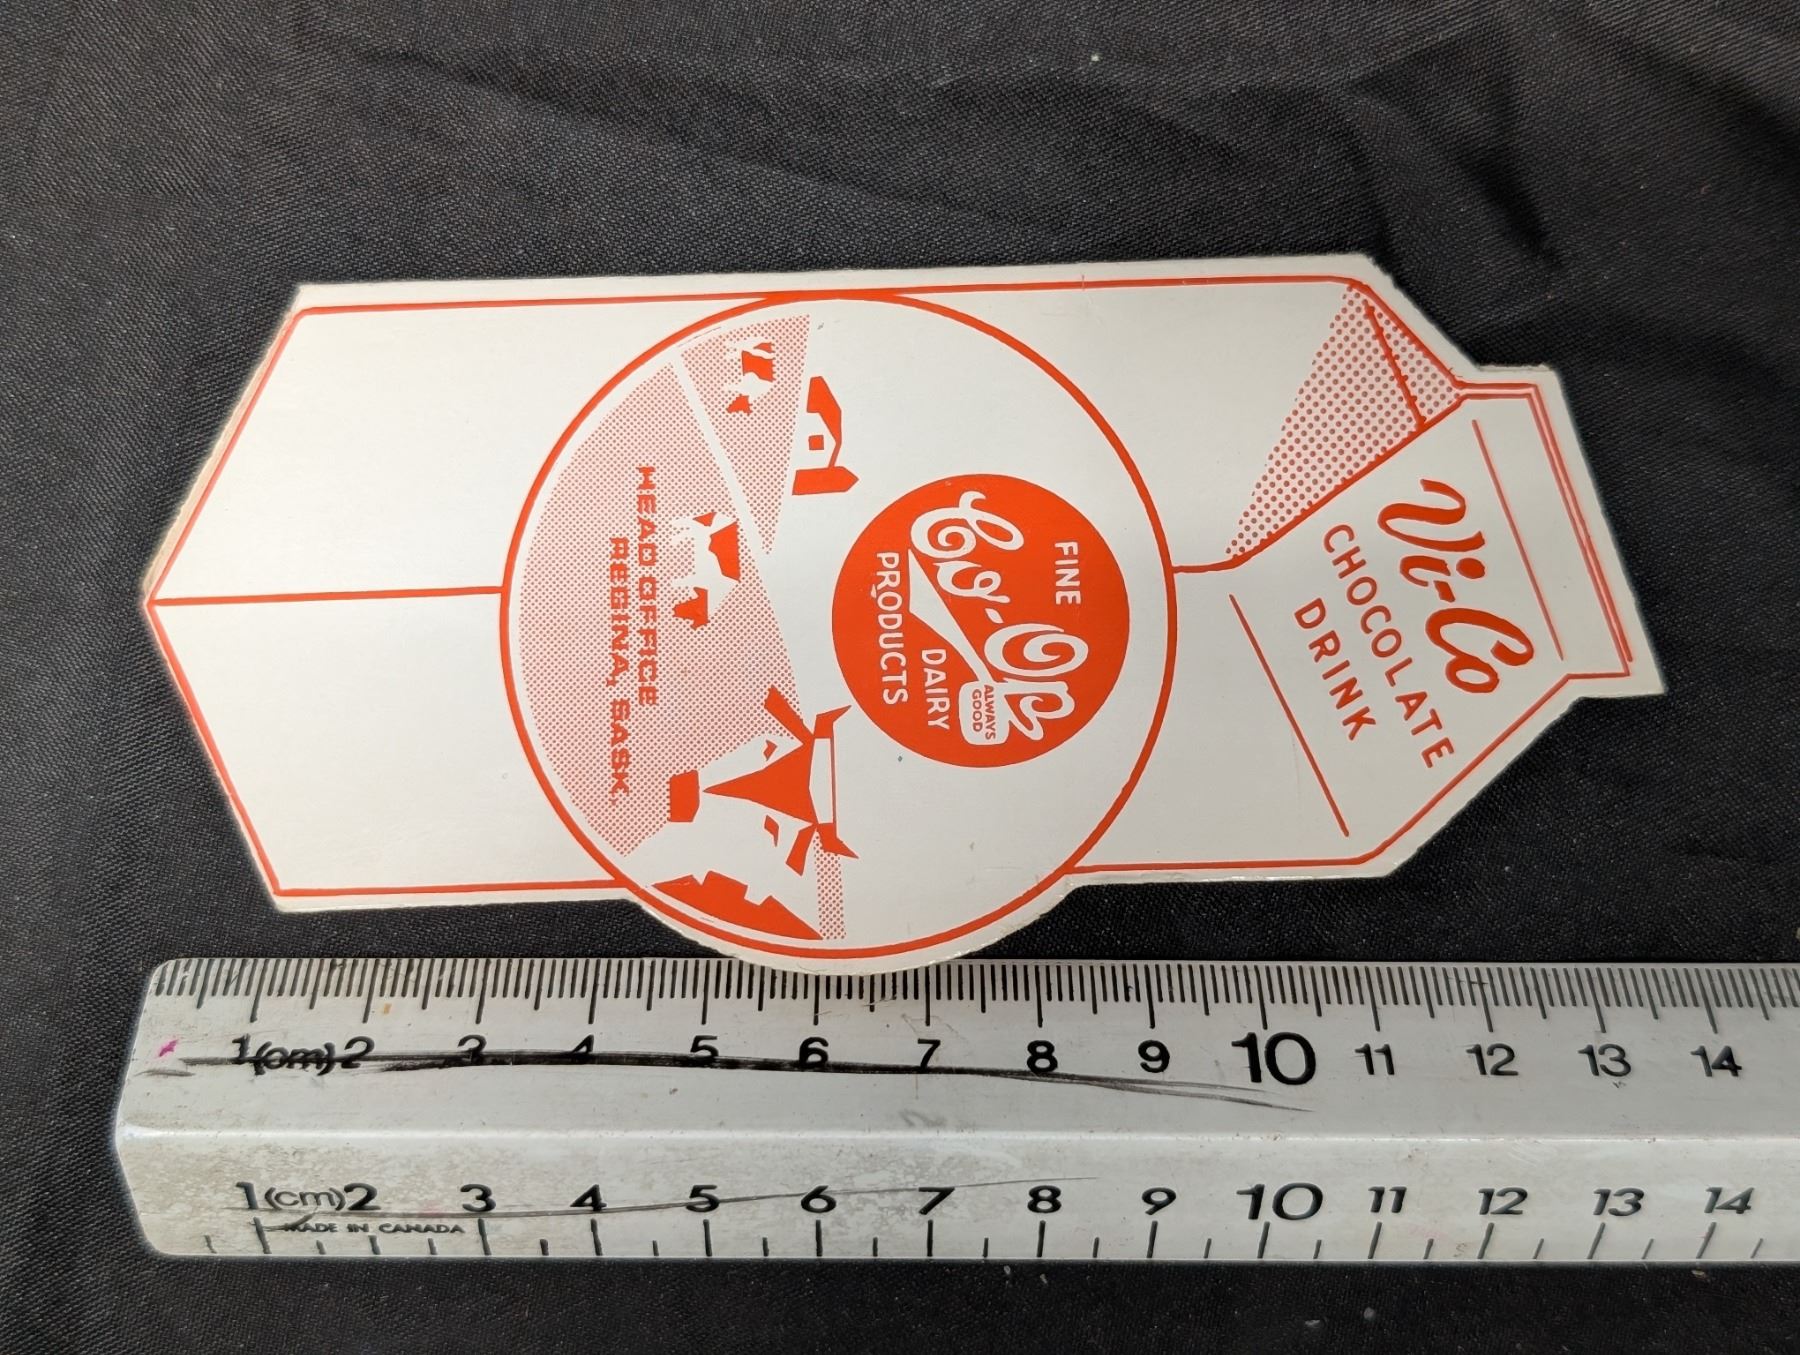 Vi-Co
CHOCOLATE
DRINK
FINE
Co-Op
ALWAYS
GOOD
DAIRY
PRODUCTS
HEAD OFFICE
REGINA, SASK.
1(cm)2 3 4 5 6 7 8 9 10 11 12 13 14
1(cm)2 3 4 5 6 7 8 9 10 11 12 13 14
MADE IN CANADA